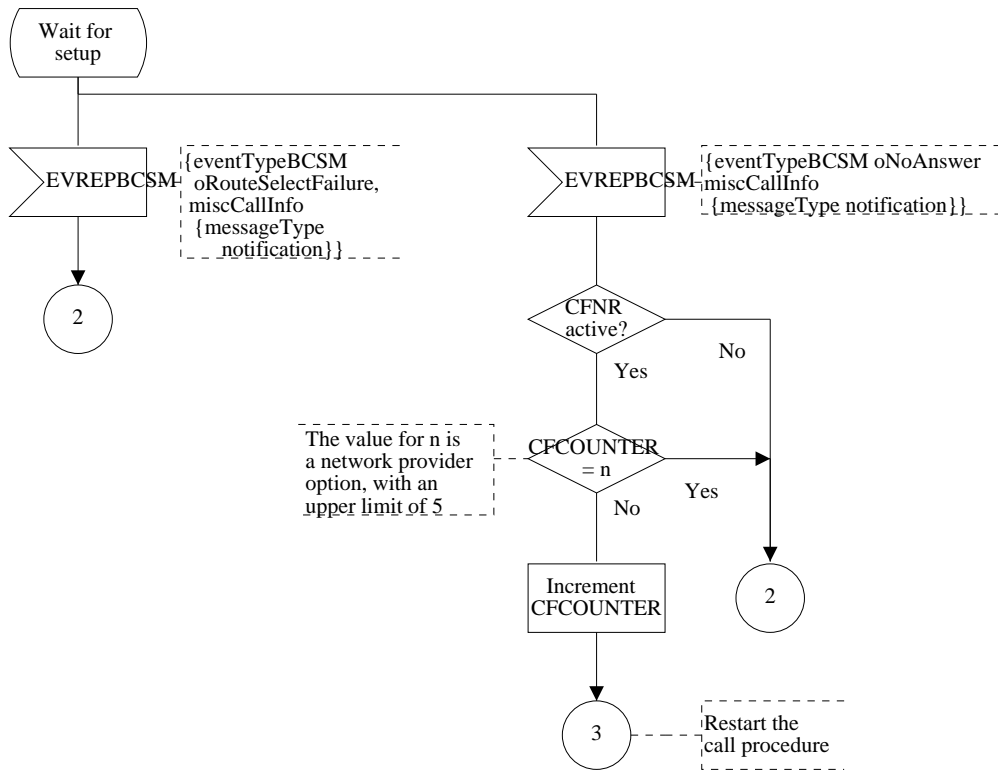 Wait for
setup
EVREPBCSM
{eventTypeBCSM
oRouteSelectFailure,
miscCallInfo
{messageType
notification}}
EVREPBCSM
{eventTypeBCSM oNoAnswer
miscCallInfo
{messageType notification}}
2
CFNR
active?
No
Yes
The value for n is
a network provider
option, with an
upper limit of 5
CFCOUNTER
= n
Yes
No
Increment
CFCOUNTER
2
3
Restart the
call procedure